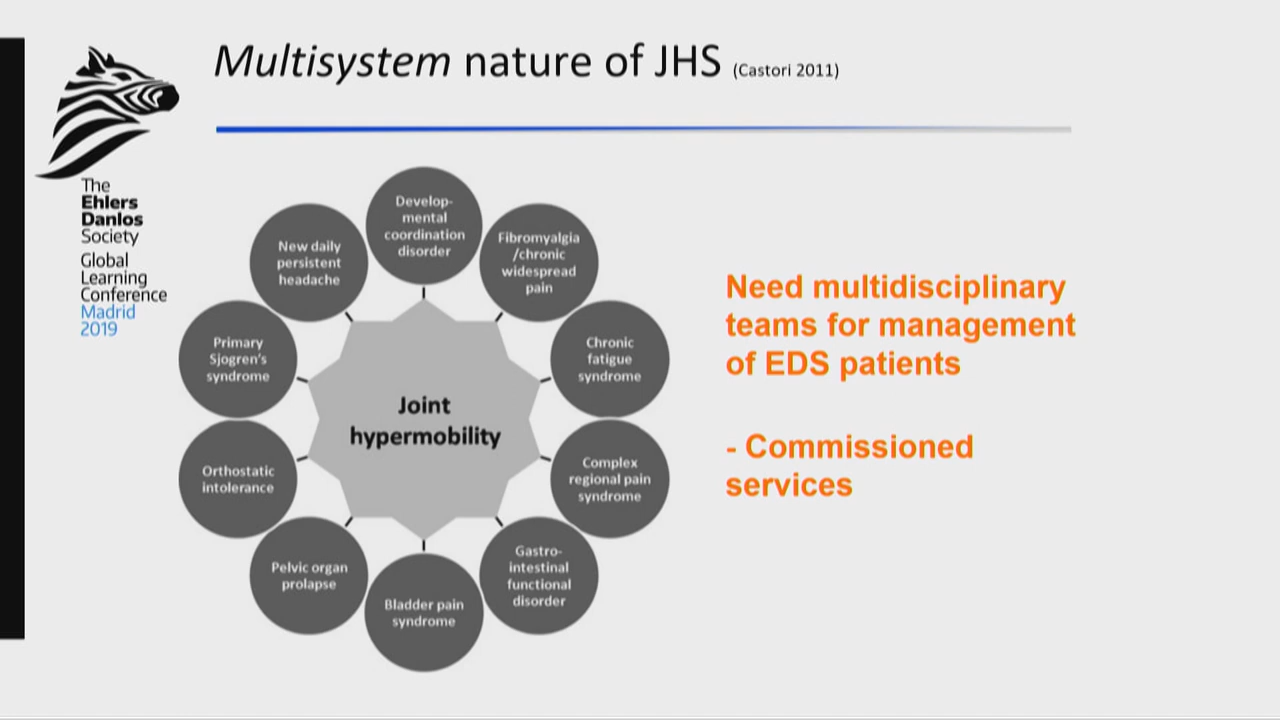 Multisystem nature of JHS (Castori 2011)
The
Ehlers
Danlos
Society
Global
Learning
Conference
Madrid
2019
Develop-
mental
coordination
disorder
Fibromyalgia
/chronic
widespread
pain
Chronic
fatigue
syndrome
Complex
regional pain
syndrome
Gastro-
intestinal
functional
disorder
Bladder pain
syndrome
Pelvic organ
prolapse
Orthostatic
intolerance
Primary
Sjogren's
syndrome
New daily
persistent
headache
Joint
hypermobility
Need multidisciplinary
teams for management
of EDS patients
- Commissioned
services